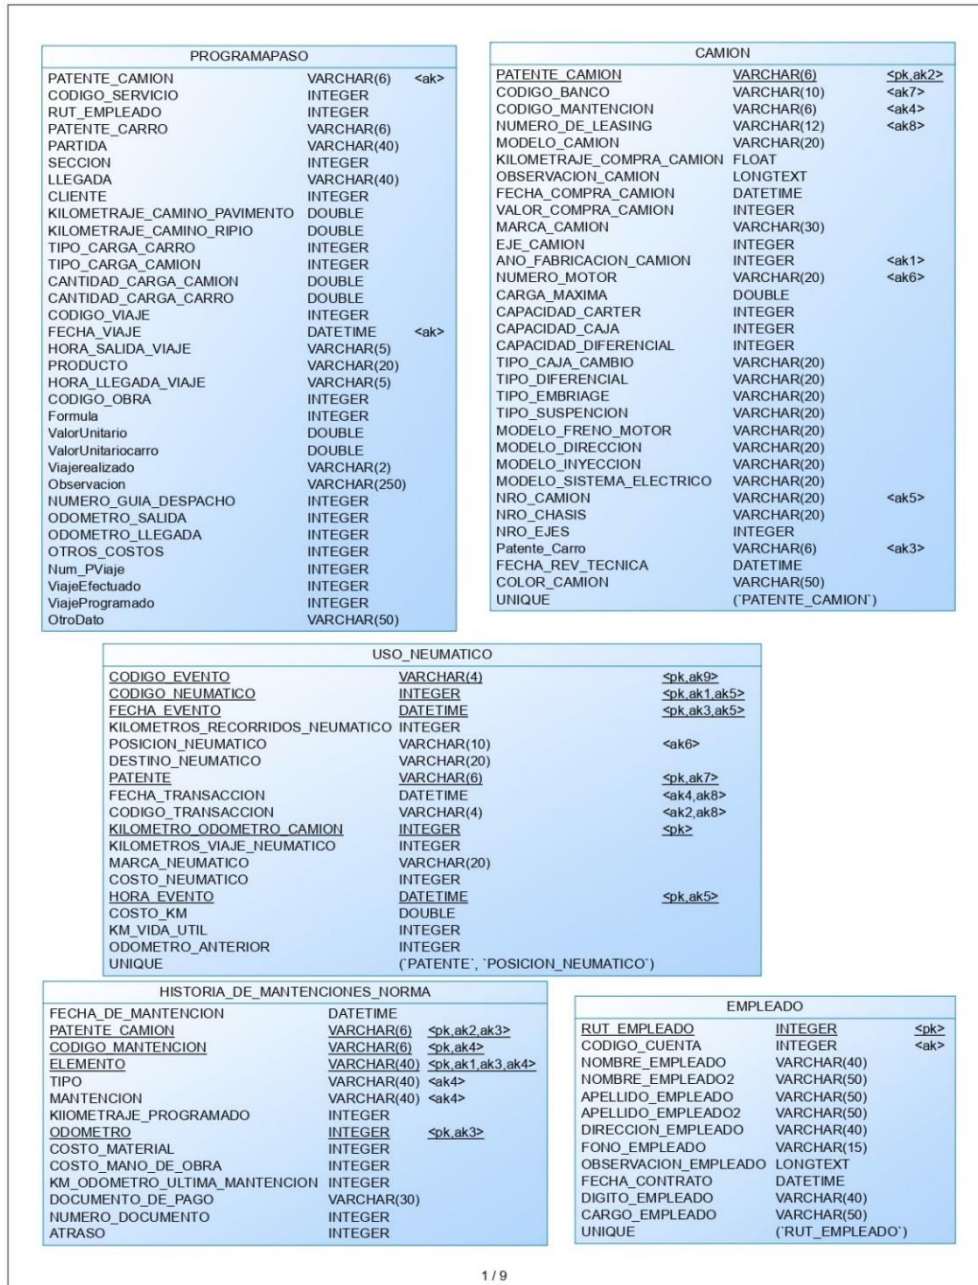 PROGRAMAPASO
PATENTE_CAMION VARCHAR(6) <ak>
CODIGO_SERVICIO INTEGER
RUT_EMPLEADO INTEGER
PATENTE_CARRO VARCHAR(6)
PARTIDA VARCHAR(40)
SECCION INTEGER
LLEGADA VARCHAR(40)
CLIENTE INTEGER
KILOMETRAJE_CAMINO_PAVIMENTO DOUBLE
KILOMETRAJE_CAMINO_RIPIO DOUBLE
TIPO_CARGA_CARRO INTEGER
TIPO_CARGA_CAMION INTEGER
CANTIDAD_CARGA_CAMION DOUBLE
CANTIDAD_CARGA_CARRO DOUBLE
CODIGO_VIAJE INTEGER
FECHA_VIAJE DATETIME <ak>
HORA_SALIDA_VIAJE VARCHAR(5)
PRODUCTO VARCHAR(20)
HORA_LLEGADA_VIAJE VARCHAR(5)
CODIGO_OBRA INTEGER
Formula INTEGER
ValorUnitario DOUBLE
ValorUnitariocarro DOUBLE
Viajerealizado VARCHAR(2)
Observacion VARCHAR(250)
NUMERO_GUIA_DESPACHO INTEGER
ODOMETRO_SALIDA INTEGER
ODOMETRO_LLEGADA INTEGER
OTROS_COSTOS INTEGER
Num_PViaje INTEGER
ViajeEfectuado INTEGER
ViajeProgramado INTEGER
OtroDato VARCHAR(50)
CAMION
PATENTE_CAMION VARCHAR(6) <pk,ak2>
CODIGO_BANCO VARCHAR(10) <ak7>
CODIGO_MANTENCION VARCHAR(6) <ak4>
NUMERO_DE_LEASING VARCHAR(12) <ak8>
MODELO_CAMION VARCHAR(20)
KILOMETRAJE_COMPRA_CAMION FLOAT
OBSERVACION_CAMION LONGTEXT
FECHA_COMPRA_CAMION DATETIME
VALOR_COMPRA_CAMION INTEGER
MARCA_CAMION VARCHAR(30)
EJE_CAMION INTEGER
ANO_FABRICACION_CAMION INTEGER <ak1>
NUMERO_MOTOR VARCHAR(20) <ak6>
CARGA_MAXIMA DOUBLE
CAPACIDAD_CARTER INTEGER
CAPACIDAD_CAJA INTEGER
CAPACIDAD_DIFERENCIAL INTEGER
TIPO_CAJA_CAMBIO VARCHAR(20)
TIPO_DIFERENCIAL VARCHAR(20)
TIPO_EMBRIAGE VARCHAR(20)
TIPO_SUSPENCION VARCHAR(20)
MODELO_FRENO_MOTOR VARCHAR(20)
MODELO_DIRECCION VARCHAR(20)
MODELO_INYECCION VARCHAR(20)
MODELO_SISTEMA_ELECTRICO VARCHAR(20)
NRO_CAMION VARCHAR(20) <ak5>
NRO_CHASIS VARCHAR(20)
NRO_EJES INTEGER
Patente_Carro VARCHAR(6) <ak3>
FECHA_REV_TECNICA DATETIME
COLOR_CAMION VARCHAR(50)
UNIQUE (`PATENTE_CAMION`)
USO_NEUMATICO
CODIGO_EVENTO VARCHAR(4) <pk,ak9>
CODIGO_NEUMATICO INTEGER <pk,ak1,ak5>
FECHA_EVENTO DATETIME <pk,ak3,ak5>
KILOMETROS_RECORRIDOS_NEUMATICO INTEGER
POSICION_NEUMATICO VARCHAR(10) <ak6>
DESTINO_NEUMATICO VARCHAR(20)
PATENTE VARCHAR(6) <pk,ak7>
FECHA_TRANSACCION DATETIME <ak4,ak8>
CODIGO_TRANSACCION VARCHAR(4) <ak2,ak8>
KILOMETRO_ODOMETRO_CAMION INTEGER <pk>
KILOMETROS_VIAJE_NEUMATICO INTEGER
MARCA_NEUMATICO VARCHAR(20)
COSTO_NEUMATICO INTEGER
HORA_EVENTO DATETIME <pk,ak5>
COSTO_KM DOUBLE
KM_VIDA_UTIL INTEGER
ODOMETRO_ANTERIOR INTEGER
UNIQUE (`PATENTE`, `POSICION_NEUMATICO`)
HISTORIA_DE_MANTENCIONES_NORMA
FECHA_DE_MANTENCION DATETIME
PATENTE_CAMION VARCHAR(6) <pk,ak2,ak3>
CODIGO_MANTENCION VARCHAR(6) <pk,ak4>
ELEMENTO VARCHAR(40) <pk,ak1,ak3,ak4>
TIPO VARCHAR(40) <ak4>
MANTENCION VARCHAR(40) <ak4>
KIlOMETRAJE_PROGRAMADO INTEGER
ODOMETRO INTEGER <pk,ak3>
COSTO_MATERIAL INTEGER
COSTO_MANO_DE_OBRA INTEGER
KM_ODOMETRO_ULTIMA_MANTENCION INTEGER
DOCUMENTO_DE_PAGO VARCHAR(30)
NUMERO_DOCUMENTO INTEGER
ATRASO INTEGER
EMPLEADO
RUT_EMPLEADO INTEGER <pk>
CODIGO_CUENTA INTEGER <ak>
NOMBRE_EMPLEADO VARCHAR(40)
NOMBRE_EMPLEADO2 VARCHAR(50)
APELLIDO_EMPLEADO VARCHAR(50)
APELLIDO_EMPLEADO2 VARCHAR(50)
DIRECCION_EMPLEADO VARCHAR(40)
FONO_EMPLEADO VARCHAR(15)
OBSERVACION_EMPLEADO LONGTEXT
FECHA_CONTRATO DATETIME
DIGITO_EMPLEADO VARCHAR(40)
CARGO_EMPLEADO VARCHAR(50)
UNIQUE (`RUT_EMPLEADO`)
1 / 9